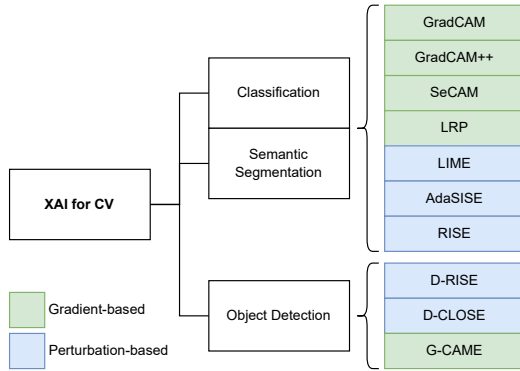 XAI for CV
Classification
Semantic
Segmentation
Object Detection
GradCAM
GradCAM++
SeCAM
LRP
LIME
AdaSISE
RISE
D-RISE
D-CLOSE
G-CAME
Gradient-based
Perturbation-based